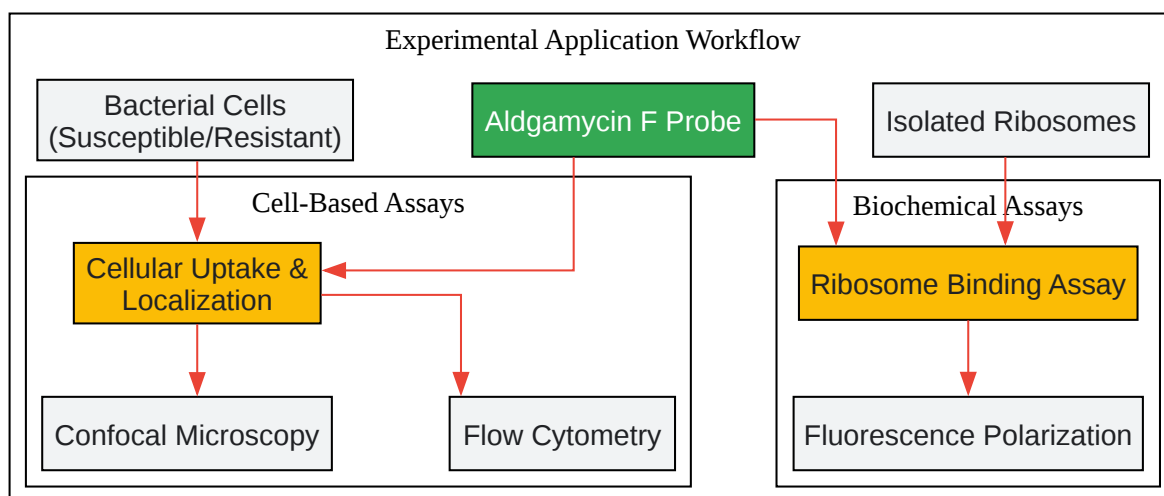 Experimental Application Workflow
Bacterial Cells
(Susceptible/Resistant)
Aldgamycin F Probe
Isolated Ribosomes
Cell-Based Assays
Biochemical Assays
Cellular Uptake &
Localization
Ribosome Binding Assay
Confocal Microscopy
Flow Cytometry
Fluorescence Polarization